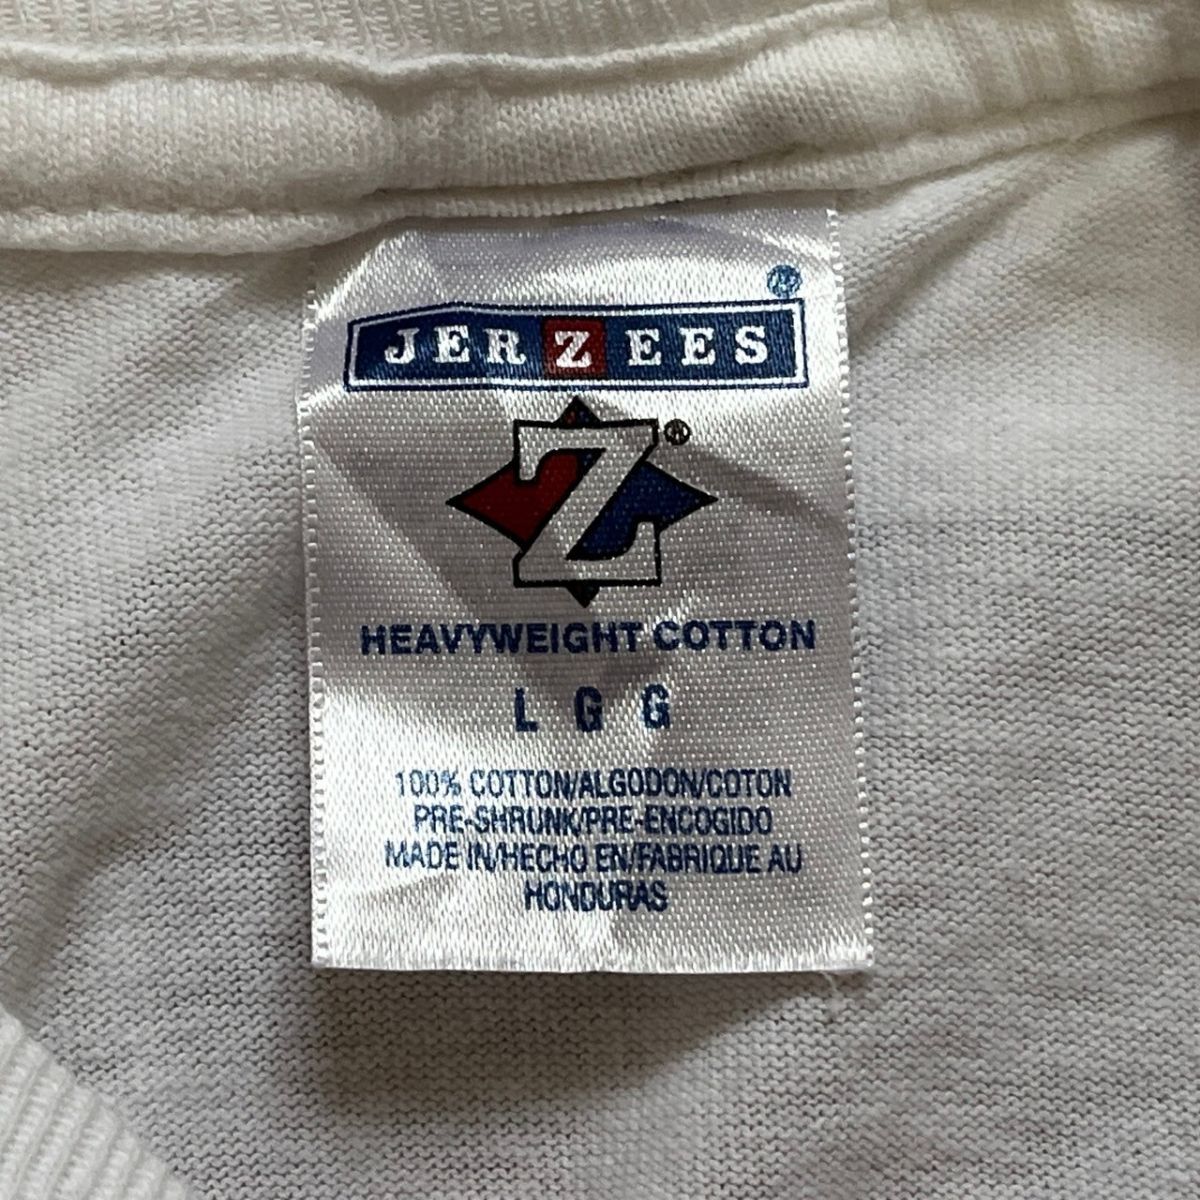 JERZEES ®
Z ®
HEAVYWEIGHT COTTON
L G G
100% COTTON/ALGODON/COTON
PRE-SHRUNK/PRE-ENCOGIDO
MADE IN/HECHO EN/FABRIQUE AU
HONDURAS